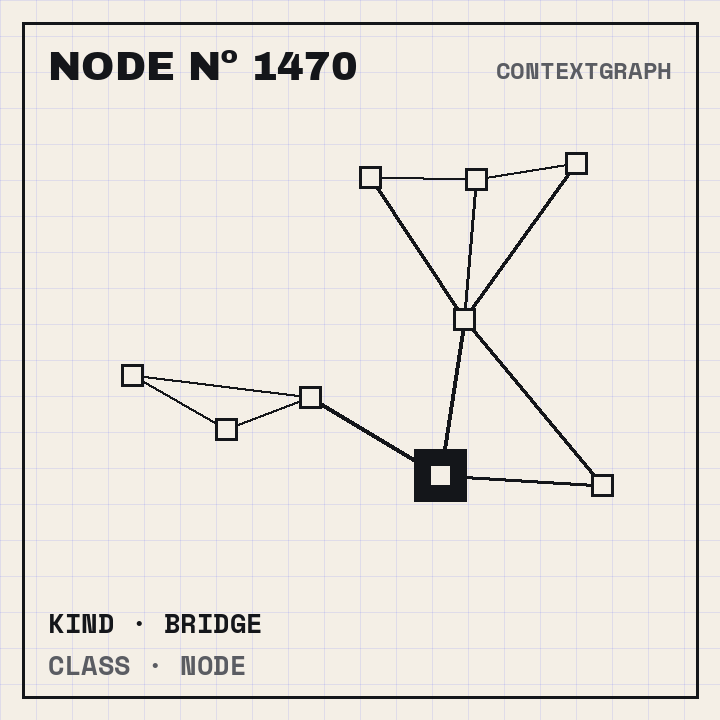 NODE Nº 1470
CONTEXTGRAPH
KIND · BRIDGE
CLASS · NODE